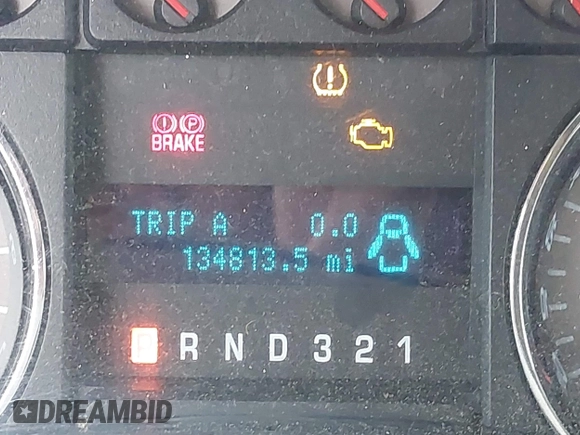 BRAKE
TRIP A 0.0
134813.5 mi
P R N D 3 2 1
DREAMBID